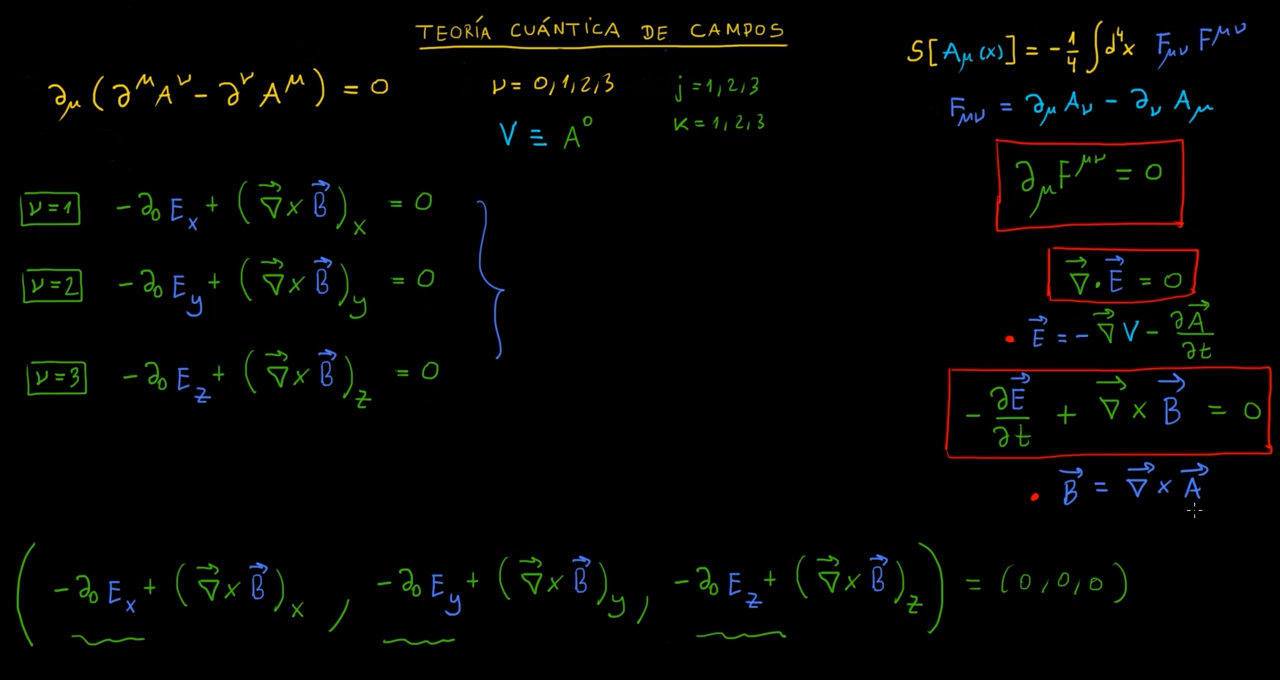 TEORÍA CUÁNTICA DE CAMPOS
∂μ(∂^μ A^ν - ∂^ν A^μ) = 0
ν = 0,1,2,3
j = 1,2,3
V ≡ A⁰
κ = 1,2,3
ν=1 -∂₀ E_x + (∇⃗ × B⃗)_x = 0
ν=2 -∂₀ E_y + (∇⃗ × B⃗)_y = 0
ν=3 -∂₀ E_z + (∇⃗ × B⃗)_z = 0
S[A_μ(x)] = -1/4 ∫d⁴x F_μν F^μν
F_μν = ∂_μ A_ν - ∂_ν A_μ
∂_μ F^μν = 0
∇⃗ · E⃗ = 0
• E⃗ = -∇⃗ V - ∂A⃗/∂t
-∂E⃗/∂t + ∇⃗ × B⃗ = 0
• B⃗ = ∇⃗ × A⃗
(-∂₀ E_x + (∇⃗ × B⃗)_x , -∂₀ E_y + (∇⃗ × B⃗)_y , -∂₀ E_z + (∇⃗ × B⃗)_z) = (0,0,0)